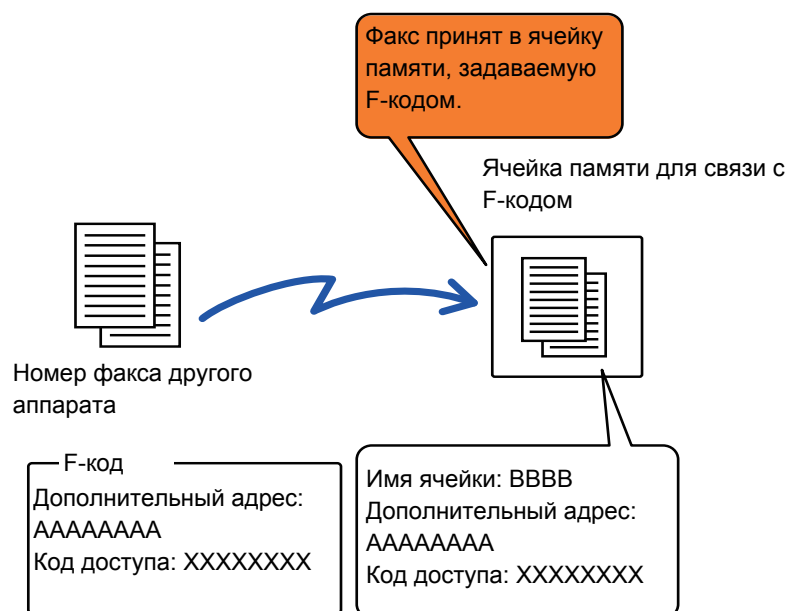 Факс принят в ячейку
памяти, задаваемую
F-кодом.
Ячейка памяти для связи с
F-кодом
Номер факса другого
аппарата
F-код
Дополнительный адрес:
AAAAAAAA
Код доступа: XXXXXXXX
Имя ячейки: BBBB
Дополнительный адрес:
AAAAAAAA
Код доступа: XXXXXXXX